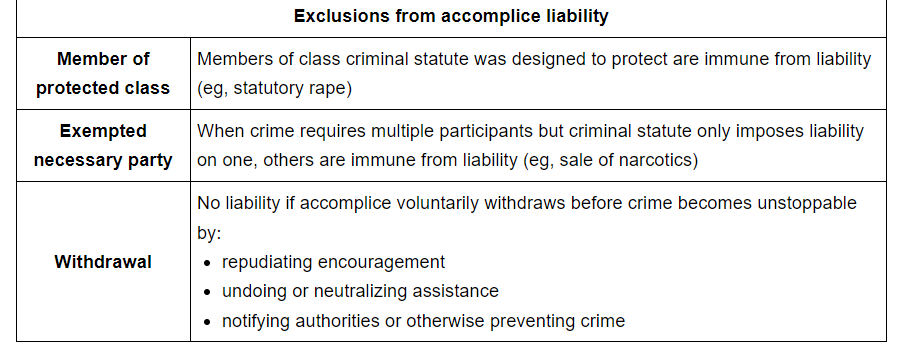 Exclusions from accomplice liability
Member of
protected class
Members of class criminal statute was designed to protect are immune from liability
(eg, statutory rape)
Exempted
necessary party
When crime requires multiple participants but criminal statute only imposes liability
on one, others are immune from liability (eg, sale of narcotics)
Withdrawal
No liability if accomplice voluntarily withdraws before crime becomes unstoppable
by:
• repudiating encouragement
• undoing or neutralizing assistance
• notifying authorities or otherwise preventing crime